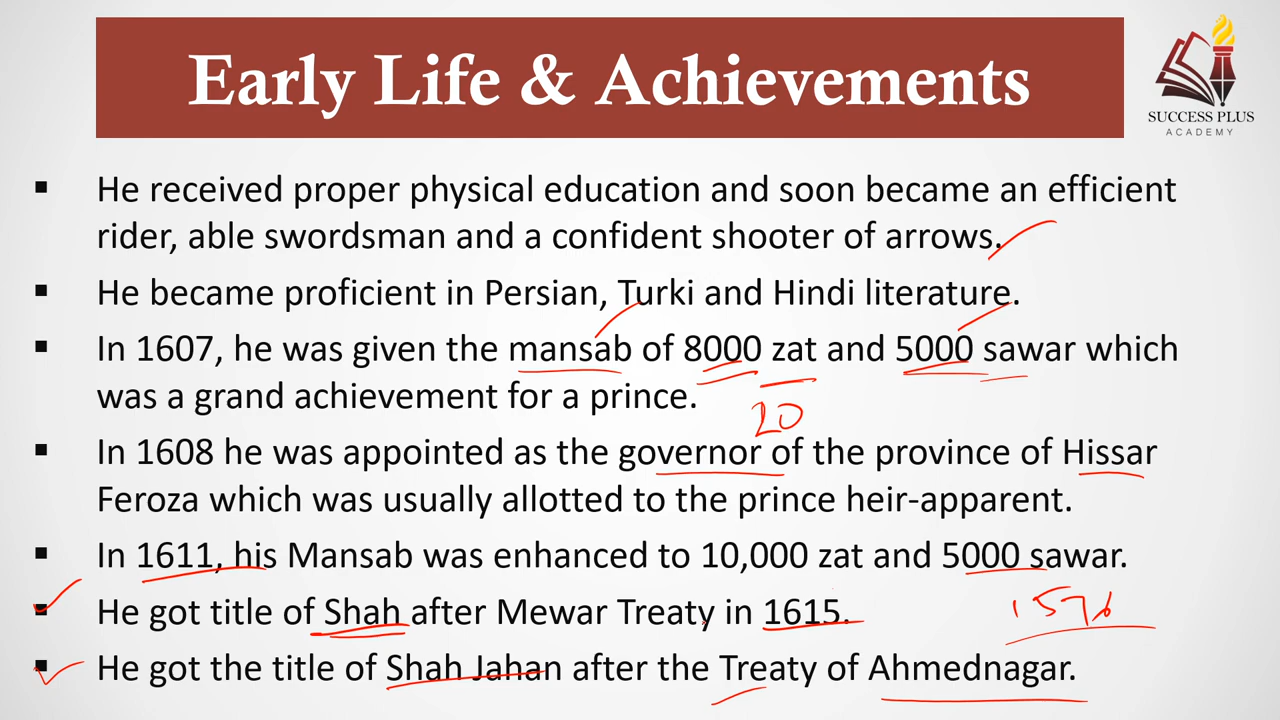 Early Life & Achievements
SUCCESS PLUS
ACADEMY
▪ He received proper physical education and soon became an efficient
rider, able swordsman and a confident shooter of arrows.
▪ He became proficient in Persian, Turki and Hindi literature.
▪ In 1607, he was given the mansab of 8000 zat and 5000 sawar which
was a grand achievement for a prince.
20
▪ In 1608 he was appointed as the governor of the province of Hissar
Feroza which was usually allotted to the prince heir-apparent.
▪ In 1611, his Mansab was enhanced to 10,000 zat and 5000 sawar.
▪ He got title of Shah after Mewar Treaty in 1615.
1576
▪ He got the title of Shah Jahan after the Treaty of Ahmednagar.